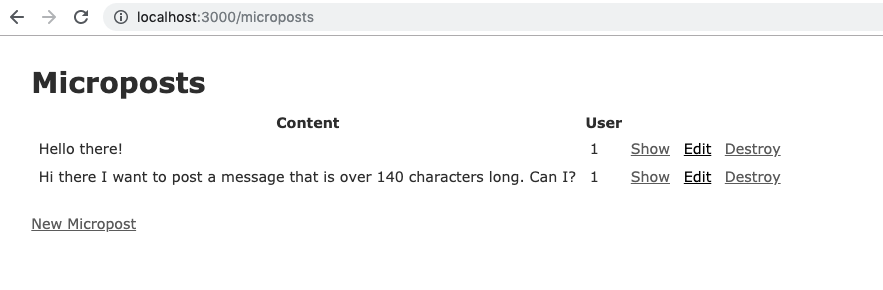 localhost:3000/microposts
Microposts
Content User
Hello there! 1 Show Edit Destroy
Hi there I want to post a message that is over 140 characters long. Can I? 1 Show Edit Destroy
New Micropost